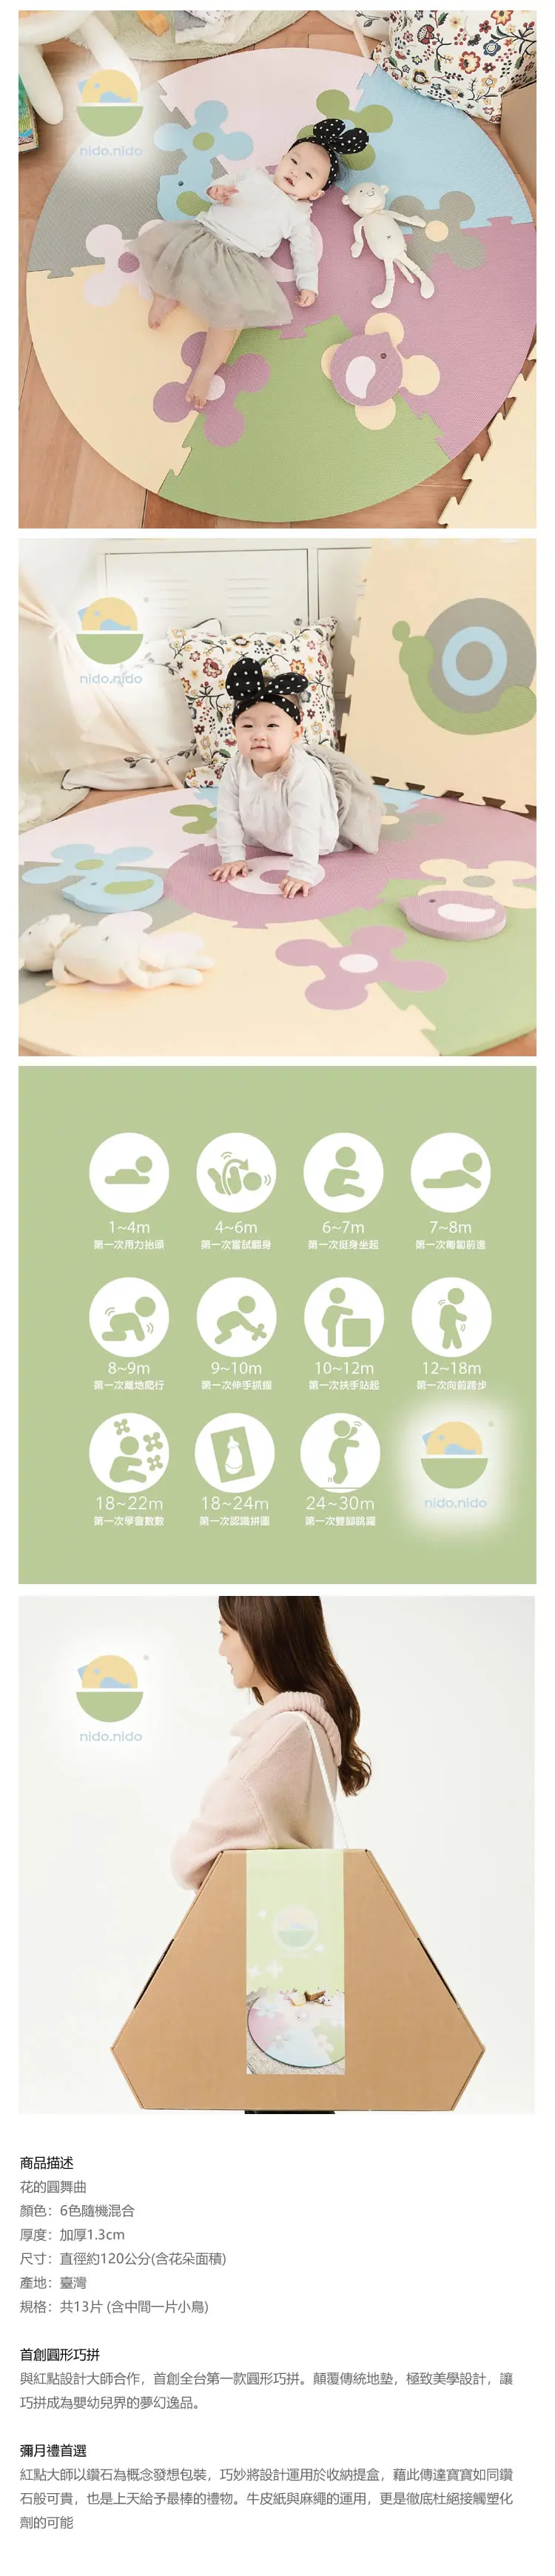 nido.nido
nido.nido
1~4m
第一次用力抬頭
4~6m
第一次嘗試翻身
6~7m
第一次挺身坐起
7~8m
第一次匍匐前進
8~9m
第一次離地爬行
9~10m
第一次伸手抓握
10~12m
第一次扶手站起
12~18m
第一次向前踏步
18~22m
第一次學會數數
18~24m
第一次認識拼圖
24~30m
第一次雙腳跳躍
nido.nido
nido.nido
商品描述
花的圓舞曲
顏色：6色隨機混合
厚度：加厚1.3cm
尺寸：直徑約120公分(含花朵面積)
產地：臺灣
規格：共13片 (含中間一片小鳥)
首創圓形巧拼
與紅點設計大師合作，首創全台第一款圓形巧拼。顛覆傳統地墊，極致美學設計，讓
巧拼成為嬰幼兒界的夢幻逸品。
彌月禮首選
紅點大師以鑽石為概念發想包裝，巧妙將設計運用於收納提盒，藉此傳達寶寶如同鑽
石般可貴，也是上天給予最棒的禮物。牛皮紙與麻繩的運用，更是徹底杜絕接觸塑化
劑的可能